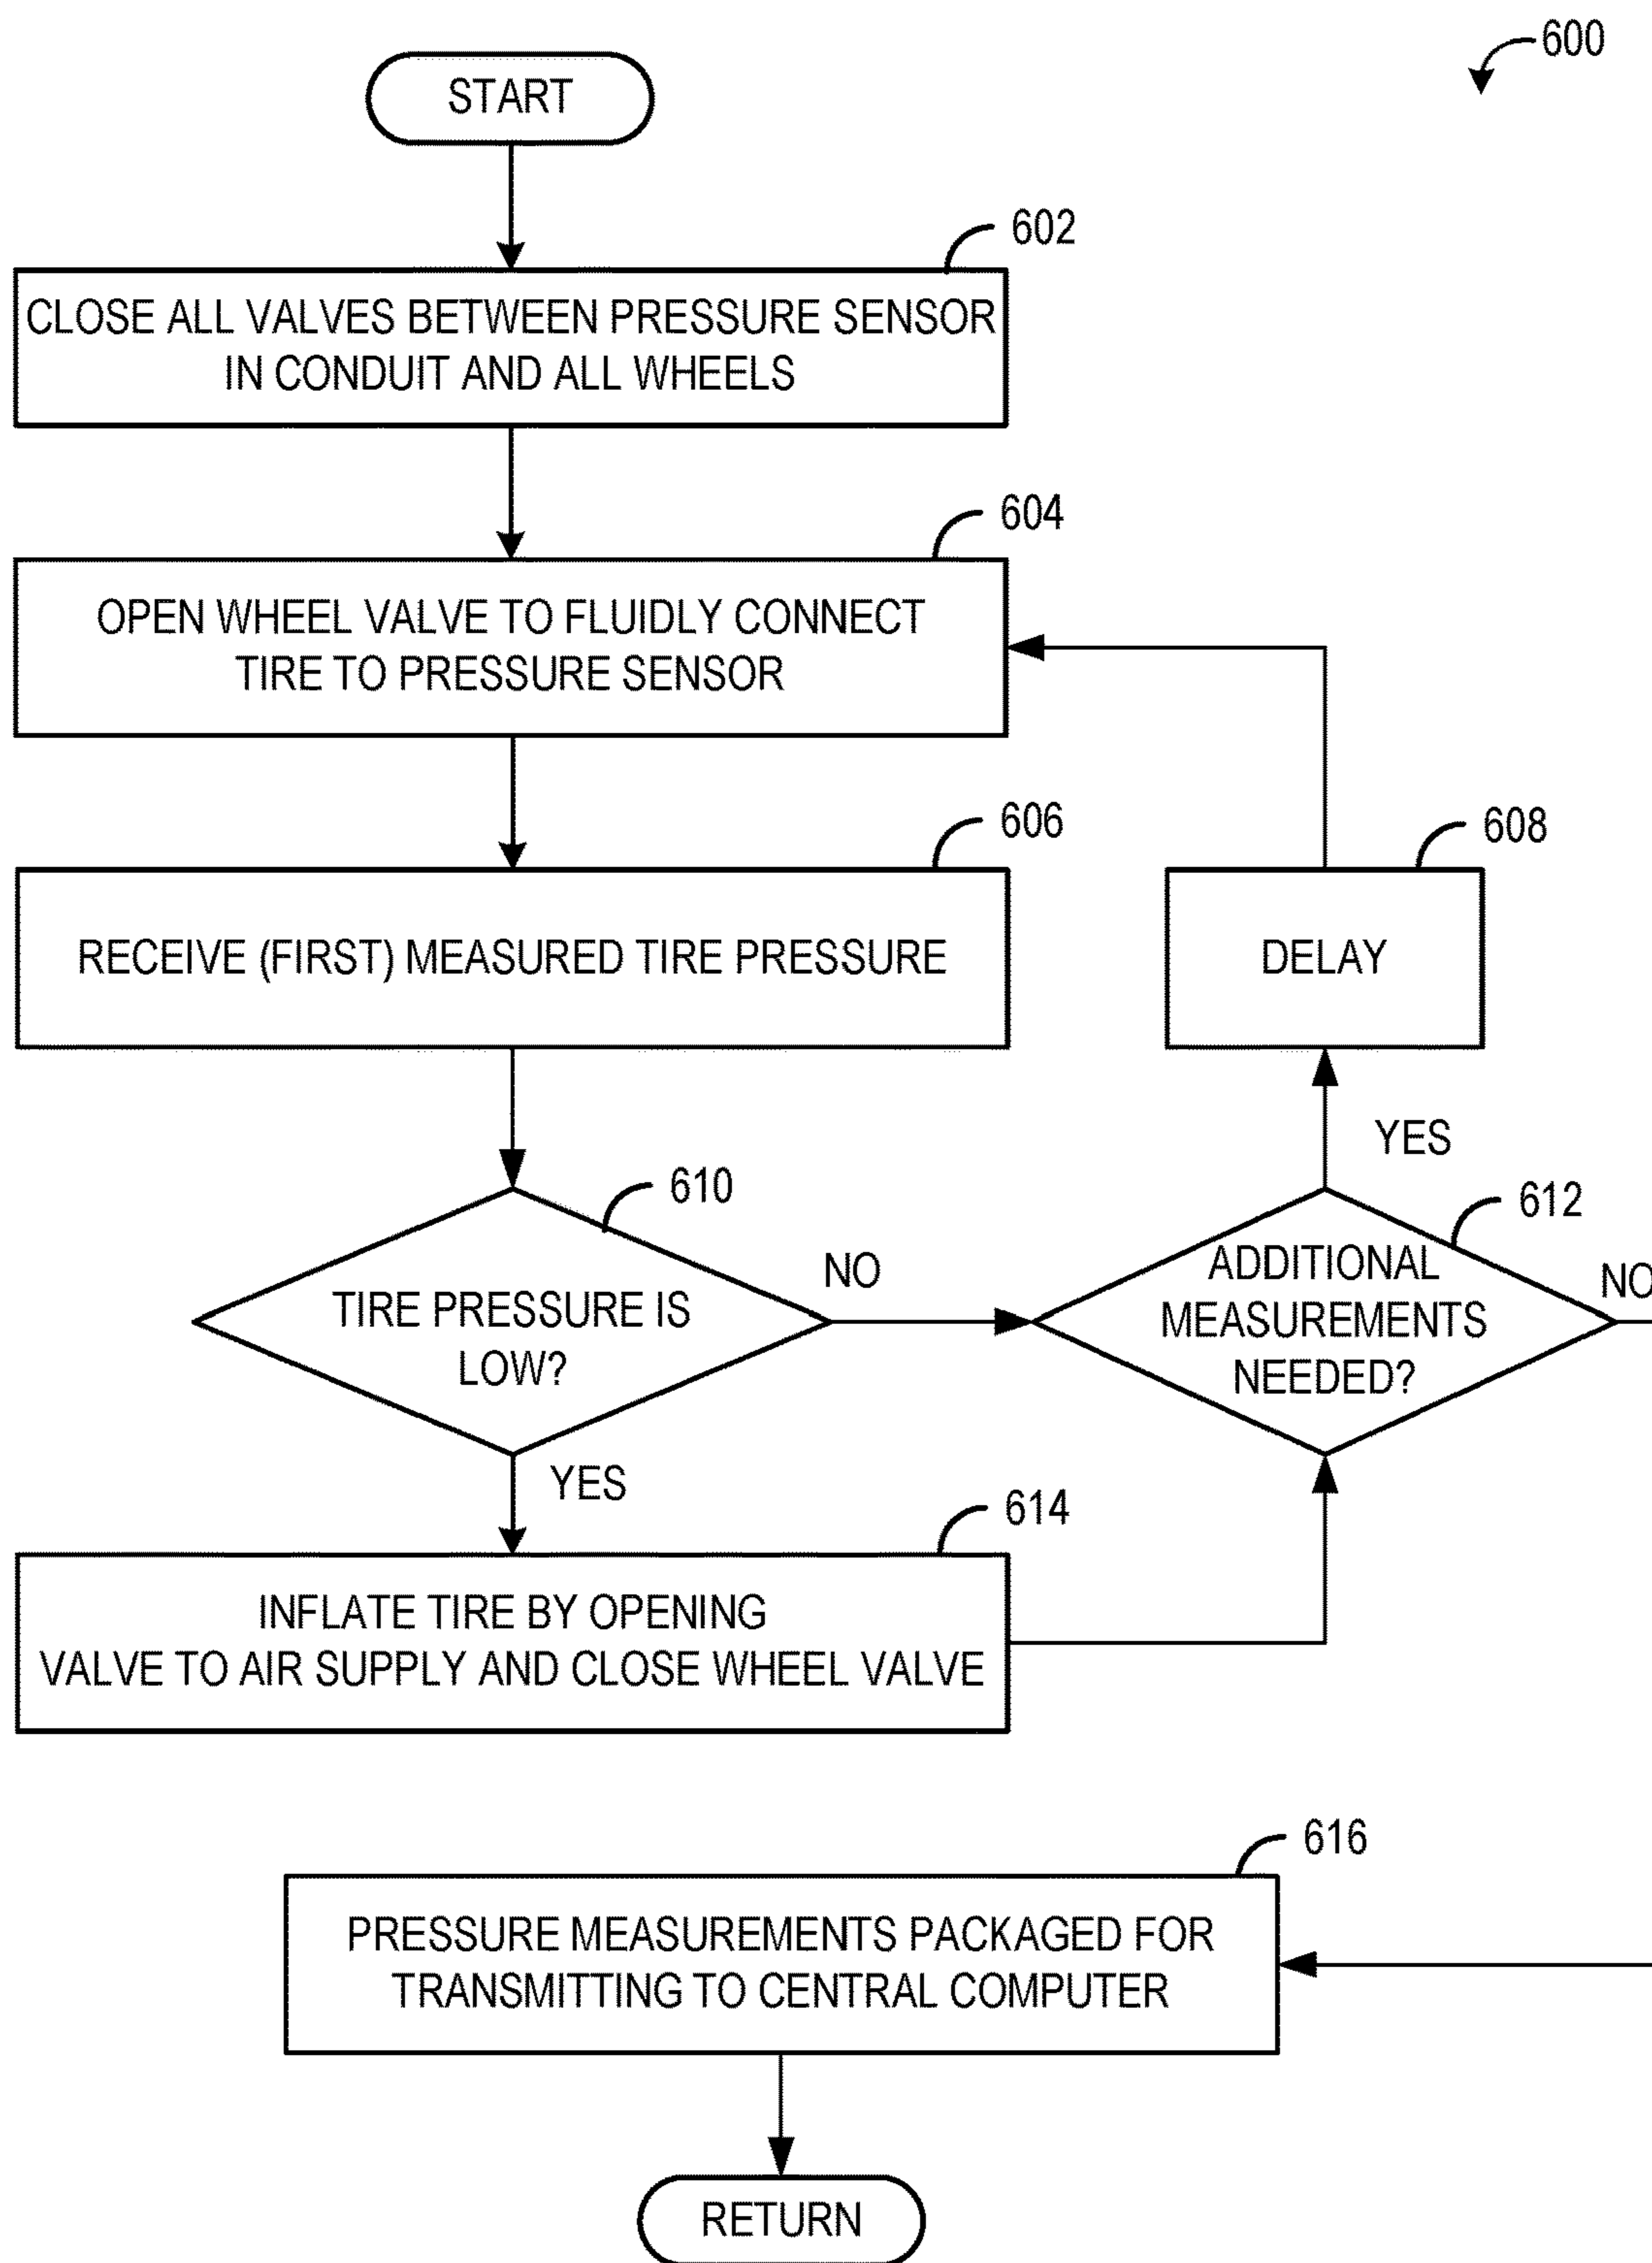 600
START
602
CLOSE ALL VALVES BETWEEN PRESSURE SENSOR
IN CONDUIT AND ALL WHEELS
604
OPEN WHEEL VALVE TO FLUIDLY CONNECT
TIRE TO PRESSURE SENSOR
606
RECEIVE (FIRST) MEASURED TIRE PRESSURE
608
DELAY
YES
610
TIRE PRESSURE IS
LOW?
NO
612
ADDITIONAL
MEASUREMENTS
NEEDED?
NO
YES
614
INFLATE TIRE BY OPENING
VALVE TO AIR SUPPLY AND CLOSE WHEEL VALVE
616
PRESSURE MEASUREMENTS PACKAGED FOR
TRANSMITTING TO CENTRAL COMPUTER
RETURN